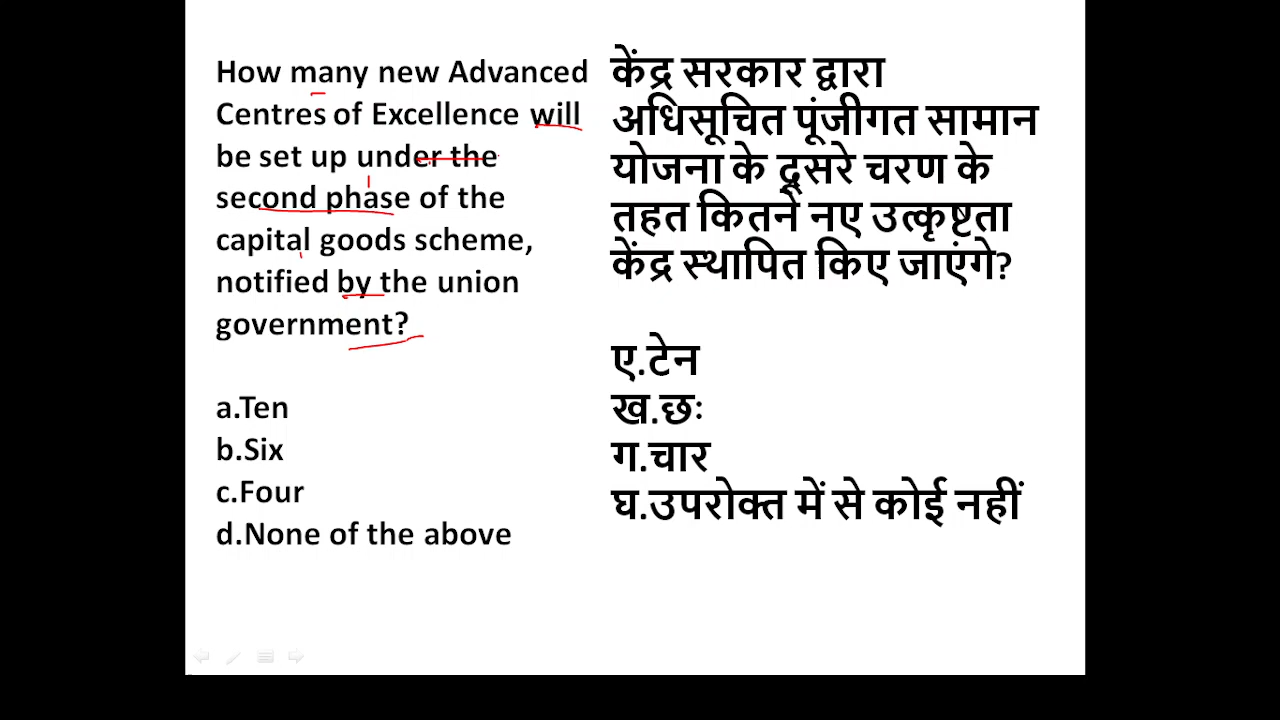 How many new Advanced
Centres of Excellence will
be set up under the
second phase of the
capital goods scheme,
notified by the union
government?
a.Ten
b.Six
c.Four
d.None of the above
केंद्र सरकार द्वारा
अधिसूचित पूंजीगत सामान
योजना के दूसरे चरण के
तहत कितने नए उत्कृष्टता
केंद्र स्थापित किए जाएंगे?
ए.टेन
ख.छः
ग.चार
घ.उपरोक्त में से कोई नहीं